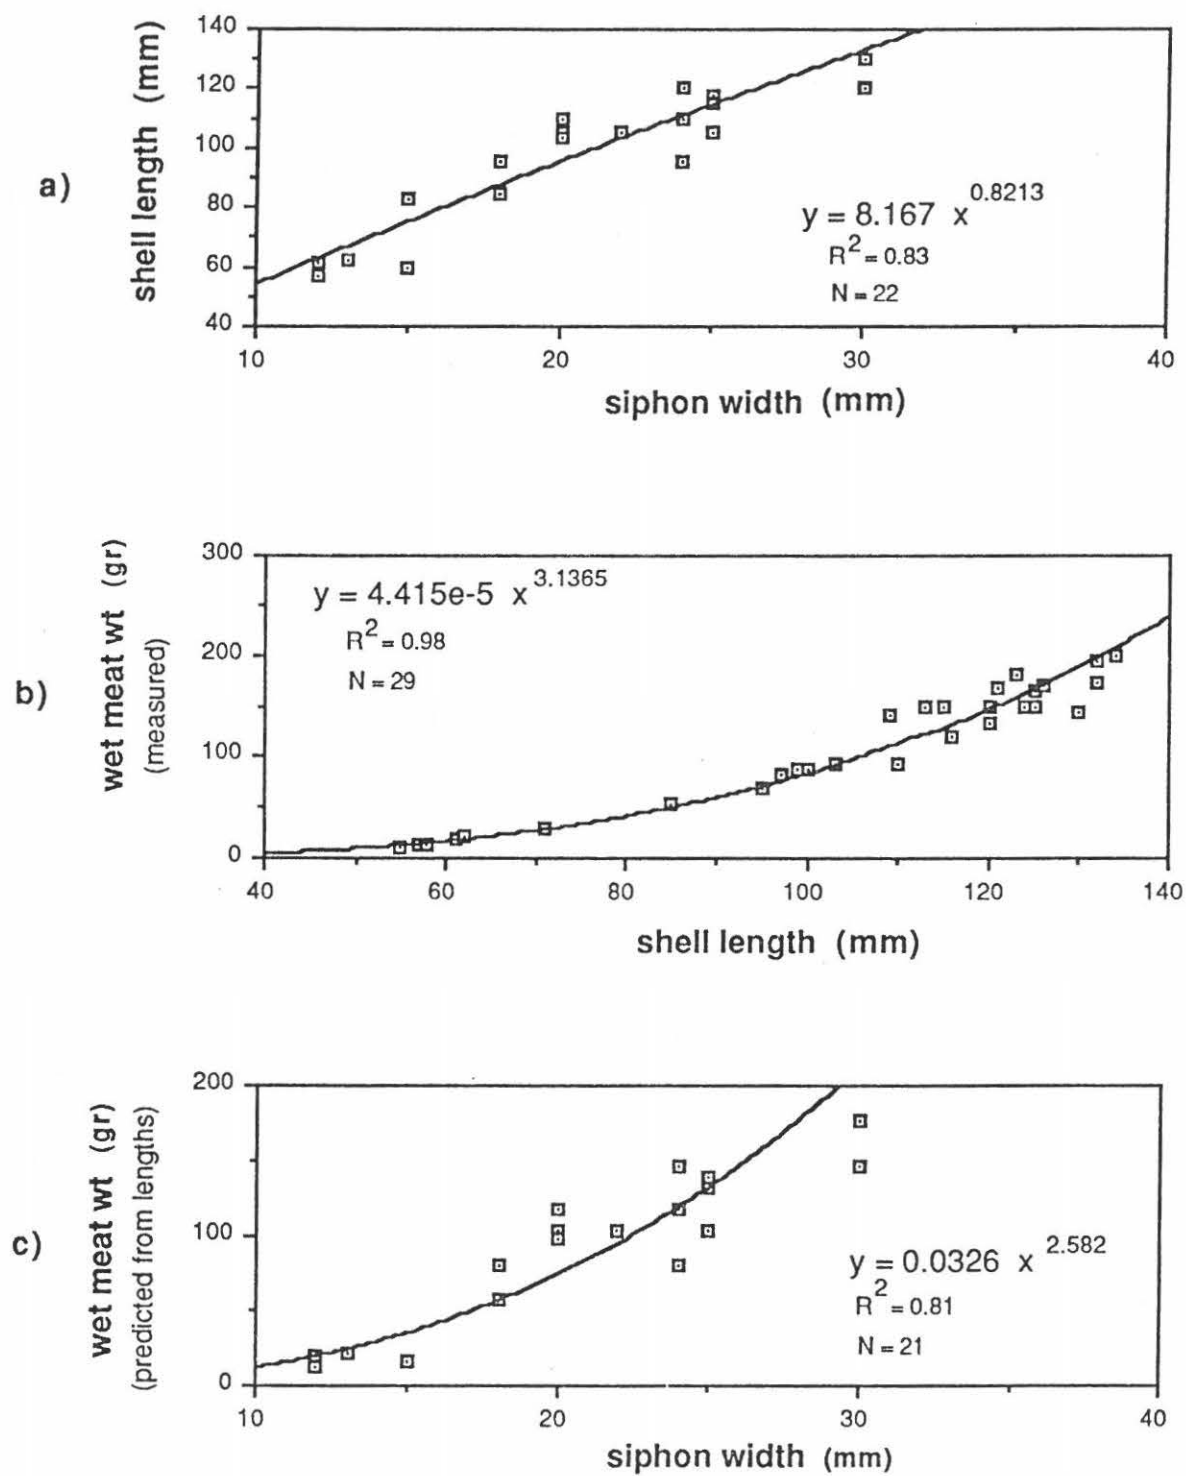 a)
shell length (mm)
140
120
100
80
60
40
y = 8.167 x^0.8213
R^2 = 0.83
N = 22
10 20 30 40
siphon width (mm)
b)
wet meat wt (gr)
(measured)
300
200
100
0
y = 4.415e-5 x^3.1365
R^2 = 0.98
N = 29
40 60 80 100 120 140
shell length (mm)
c)
wet meat wt (gr)
(predicted from lengths)
200
100
0
y = 0.0326 x^2.582
R^2 = 0.81
N = 21
10 20 30 40
siphon width (mm)